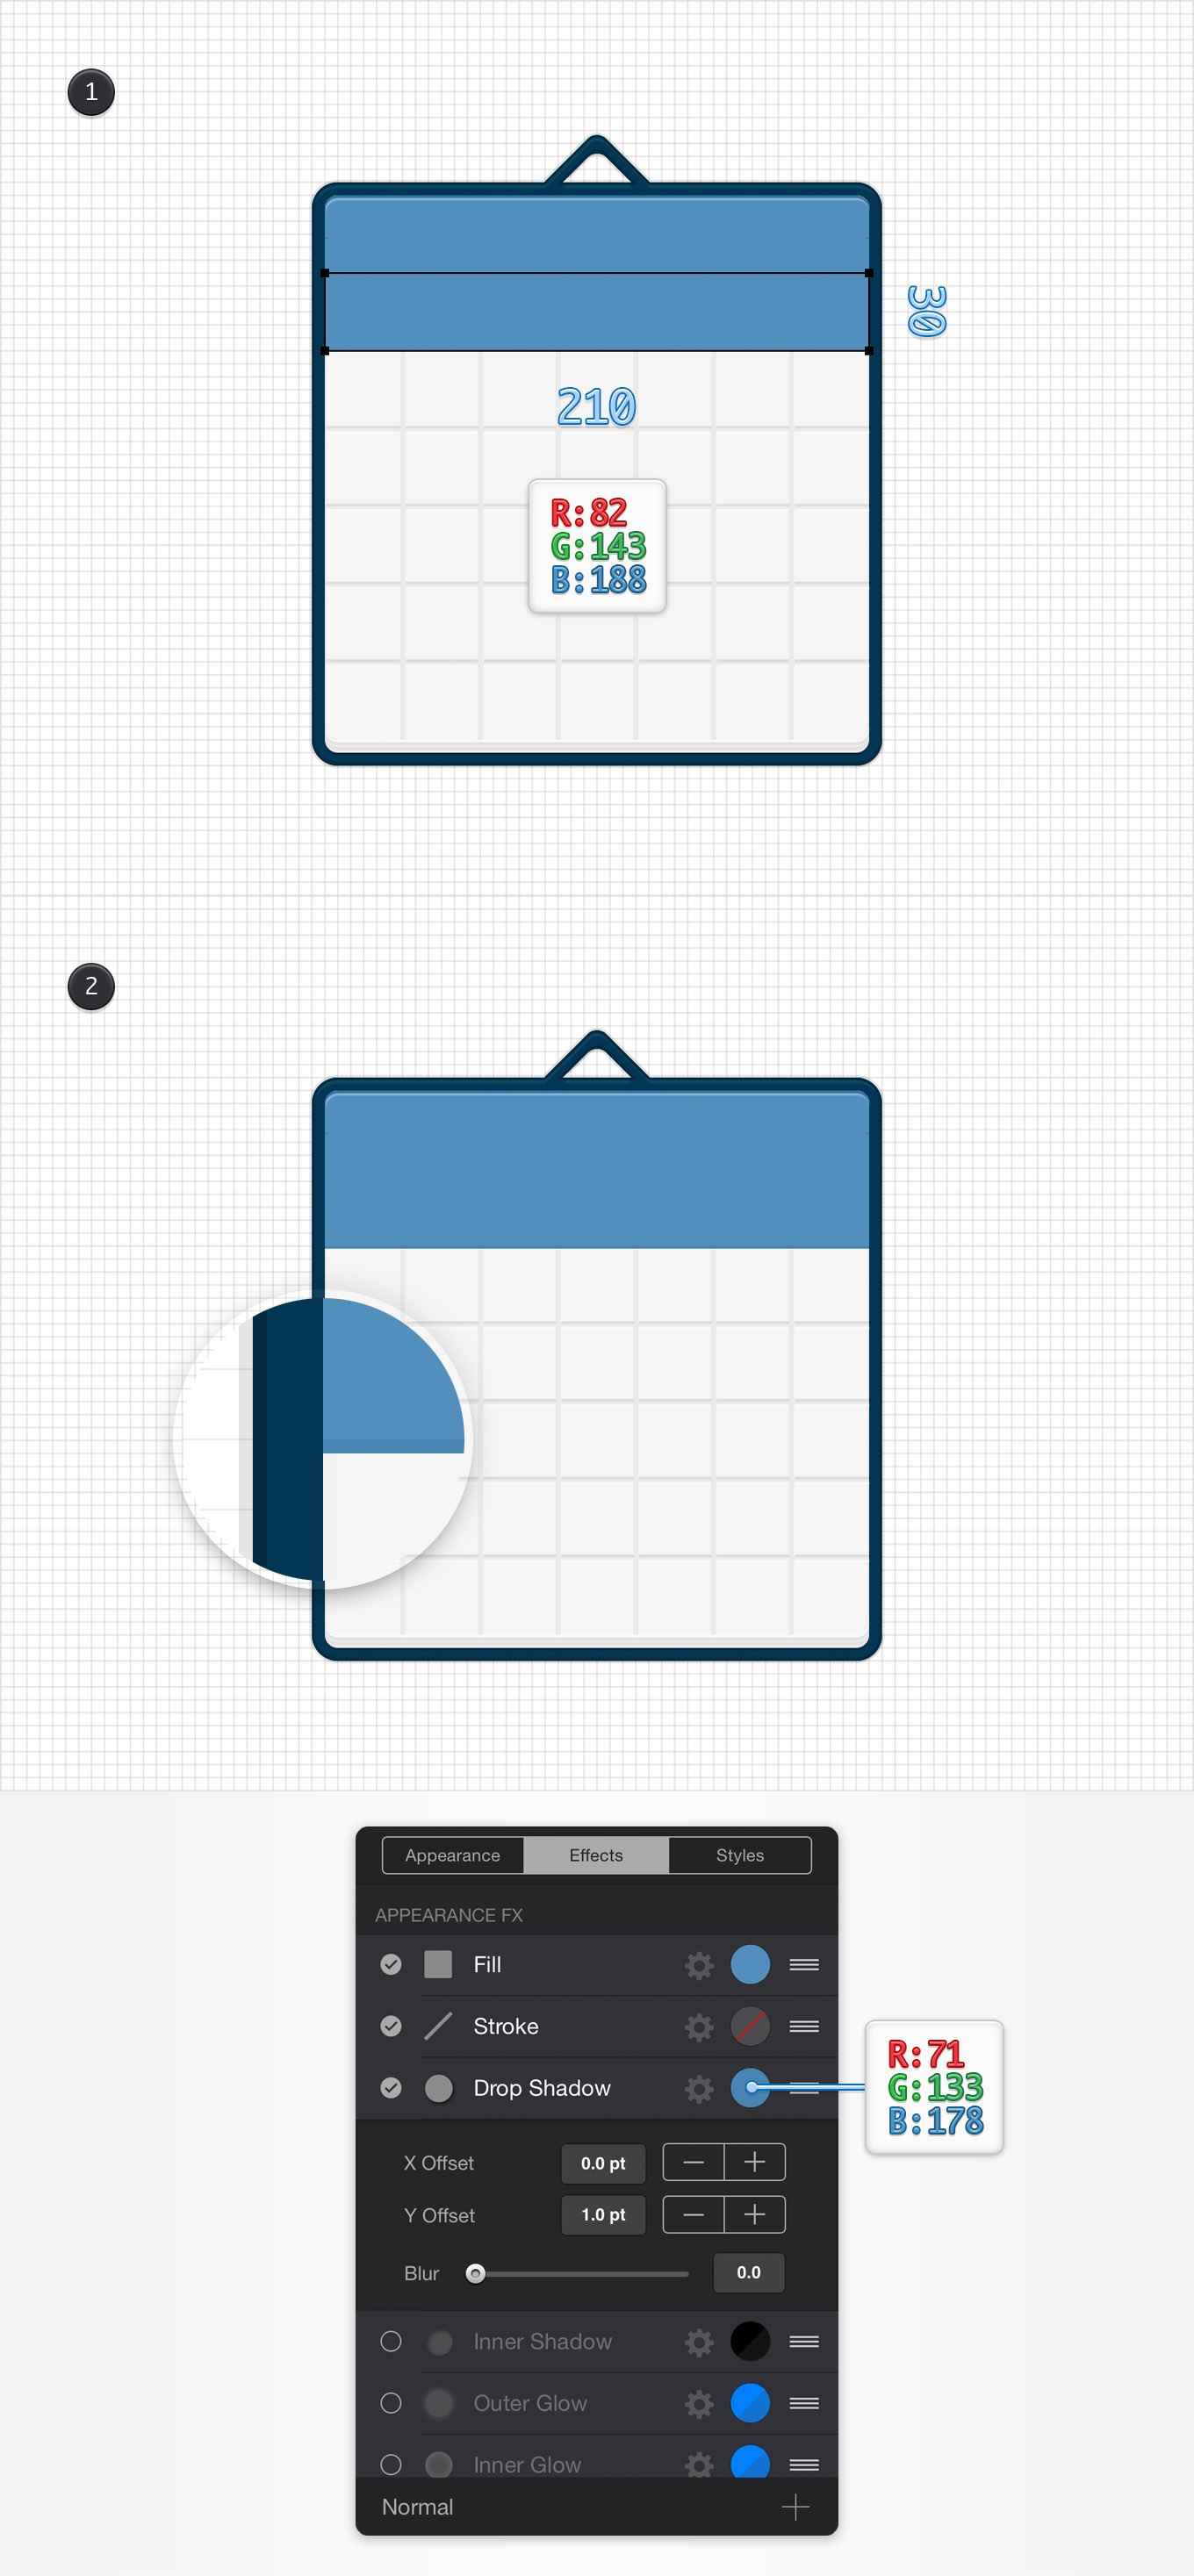 1
30
210
R:82
G:143
B:188
2
Appearance Effects Styles
APPEARANCE FX
Fill
Stroke
Drop Shadow
R:71
G:133
B:178
X Offset 0.0 pt
Y Offset 1.0 pt
Blur 0.0
Inner Shadow
Outer Glow
Inner Glow
Normal